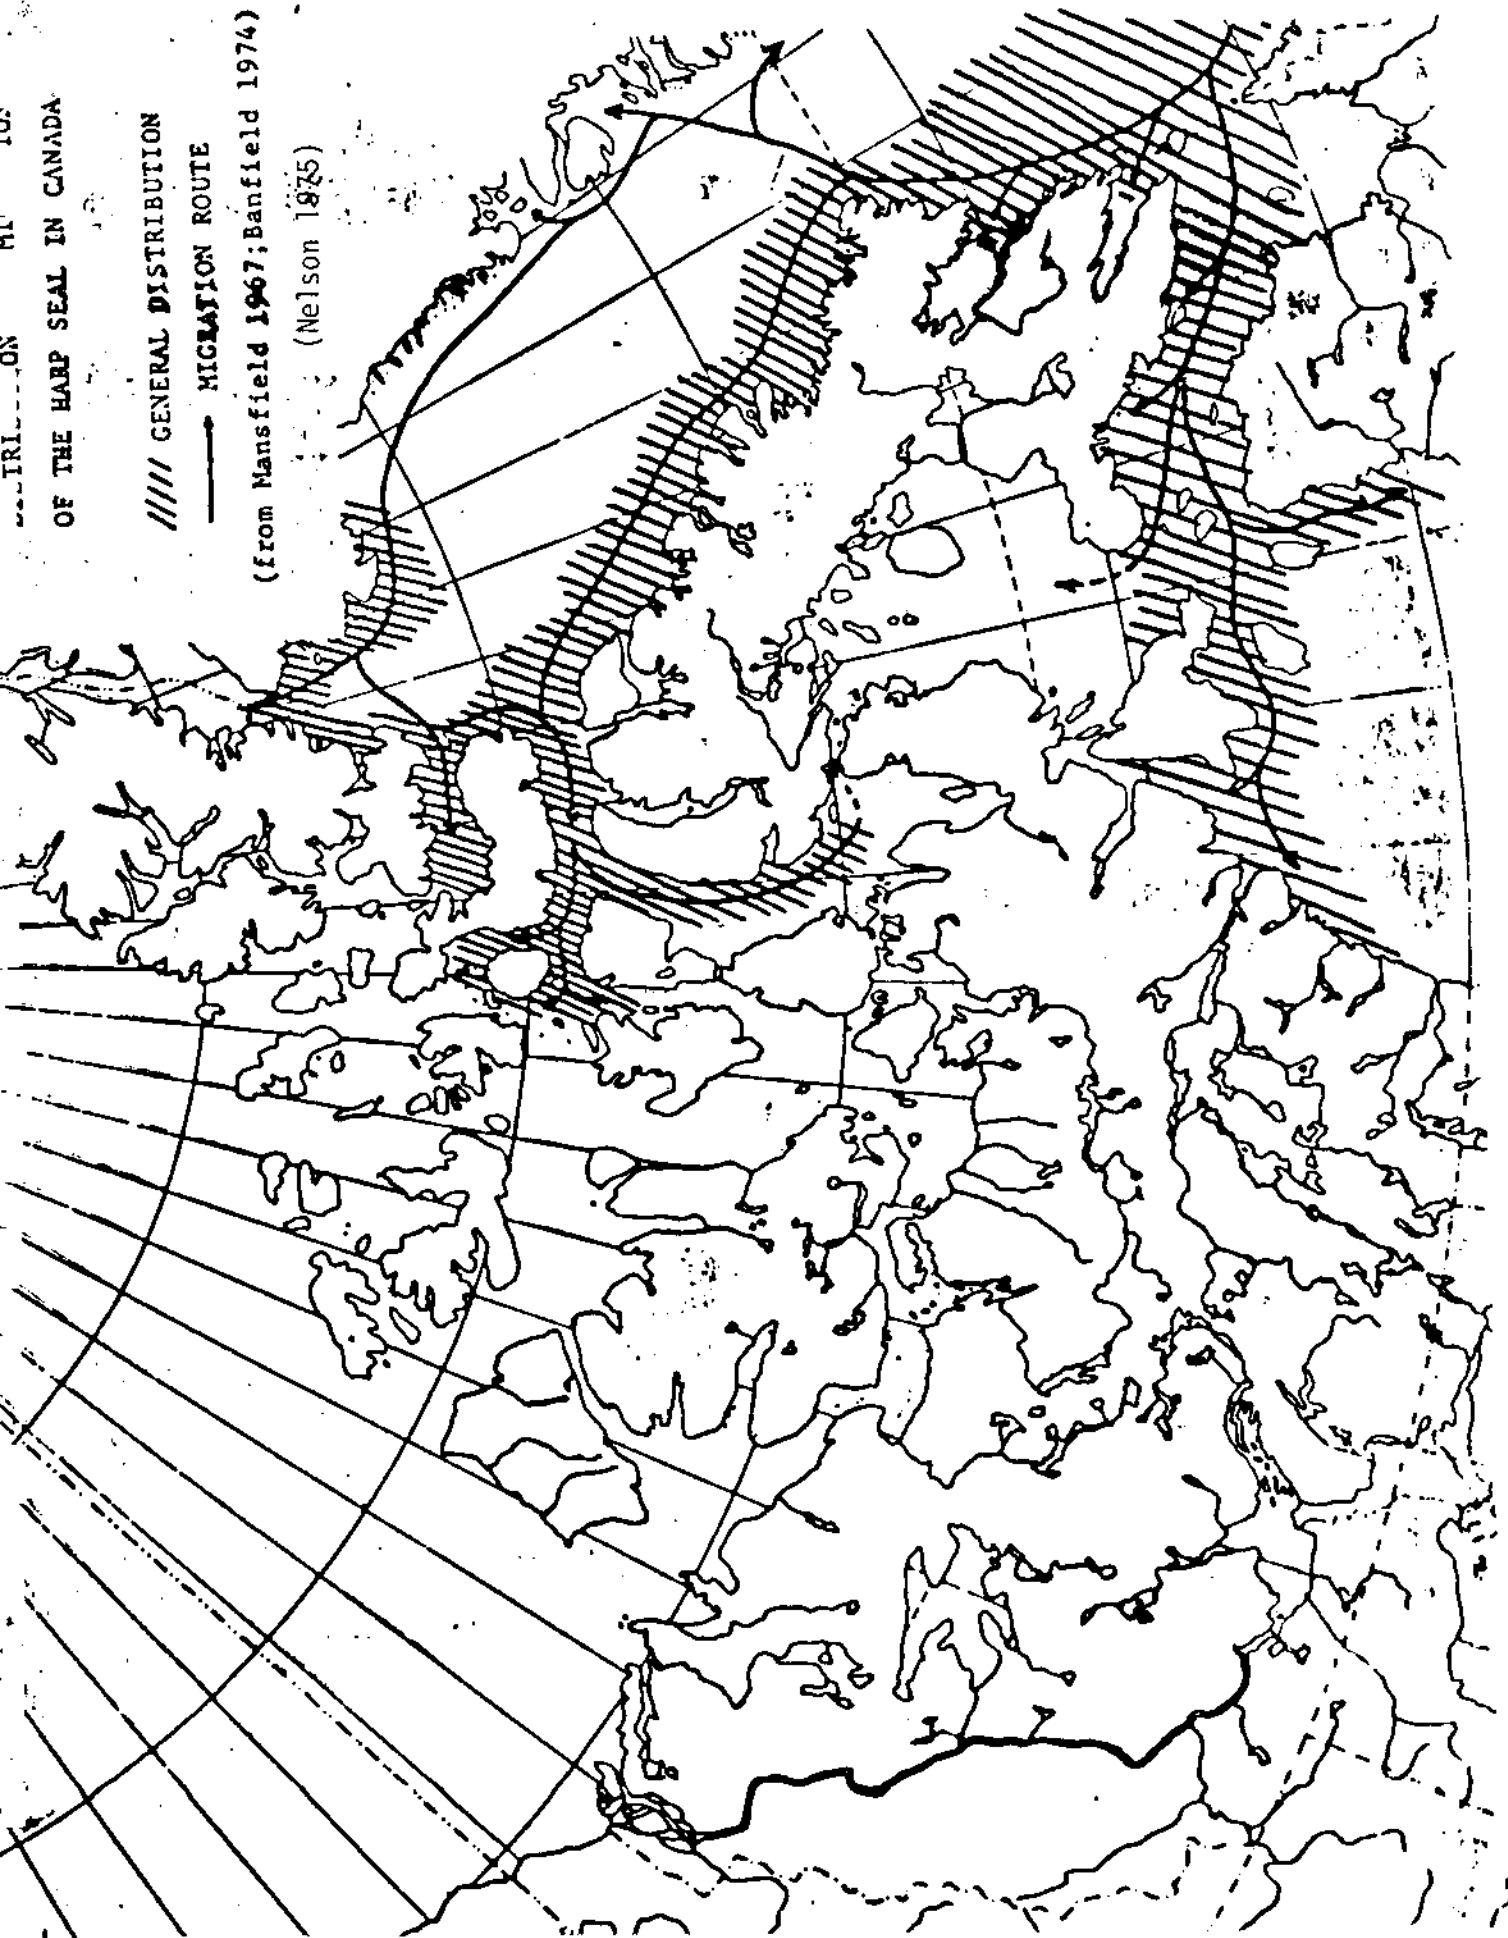 OF THE HARP SEAL IN CANADA
///// GENERAL DISTRIBUTION
MIGRATION ROUTE
(from Mansfield 1967;Banfield 1974)
(Nelson 1975)